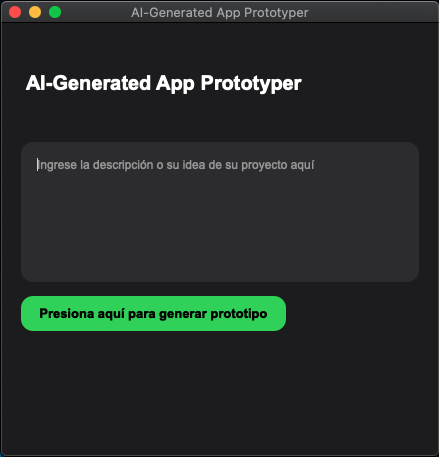 AI-Generated App Prototyper
AI-Generated App Prototyper
Ingrese la descripción o su idea de su proyecto aquí
Presiona aquí para generar prototipo